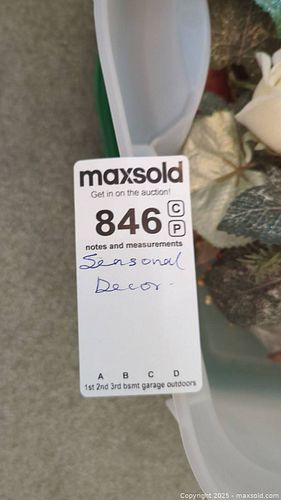 maxsold
Get in on the auction!
846 C
P
notes and measurements
Seasonal
Decor-
A B C D
1st 2nd 3rd bsmt garage outdoors
Copyright 2025 - maxsold.com